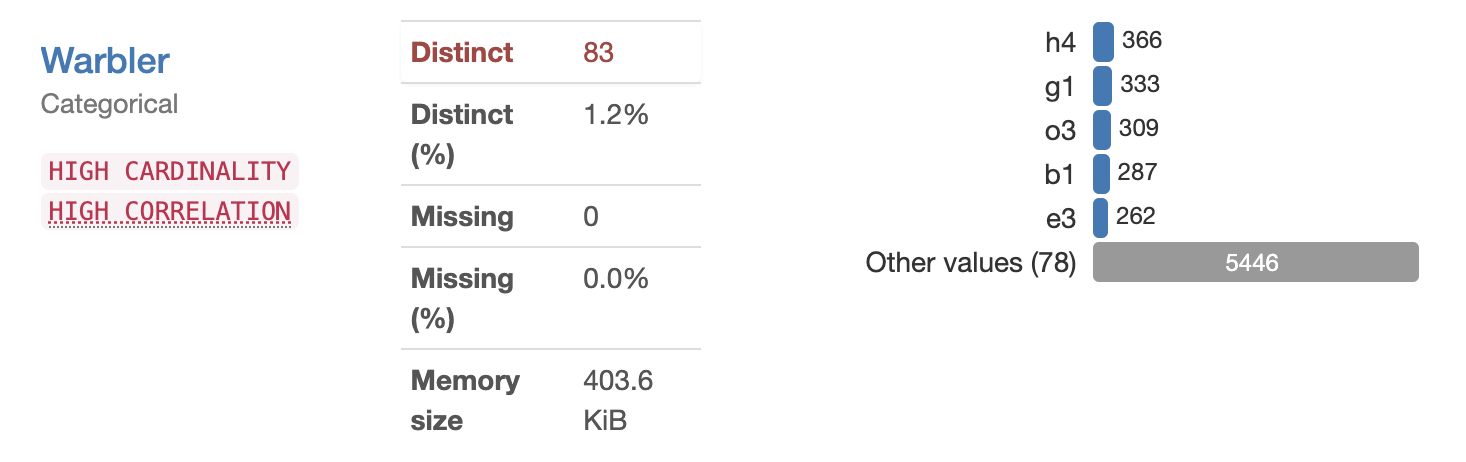 Warbler
Categorical
HIGH CARDINALITY
HIGH CORRELATION
Distinct 83
Distinct 1.2%
(%)
Missing 0
Missing 0.0%
(%)
Memory 403.6
size KiB
h4 366
g1 333
o3 309
b1 287
e3 262
Other values (78) 5446